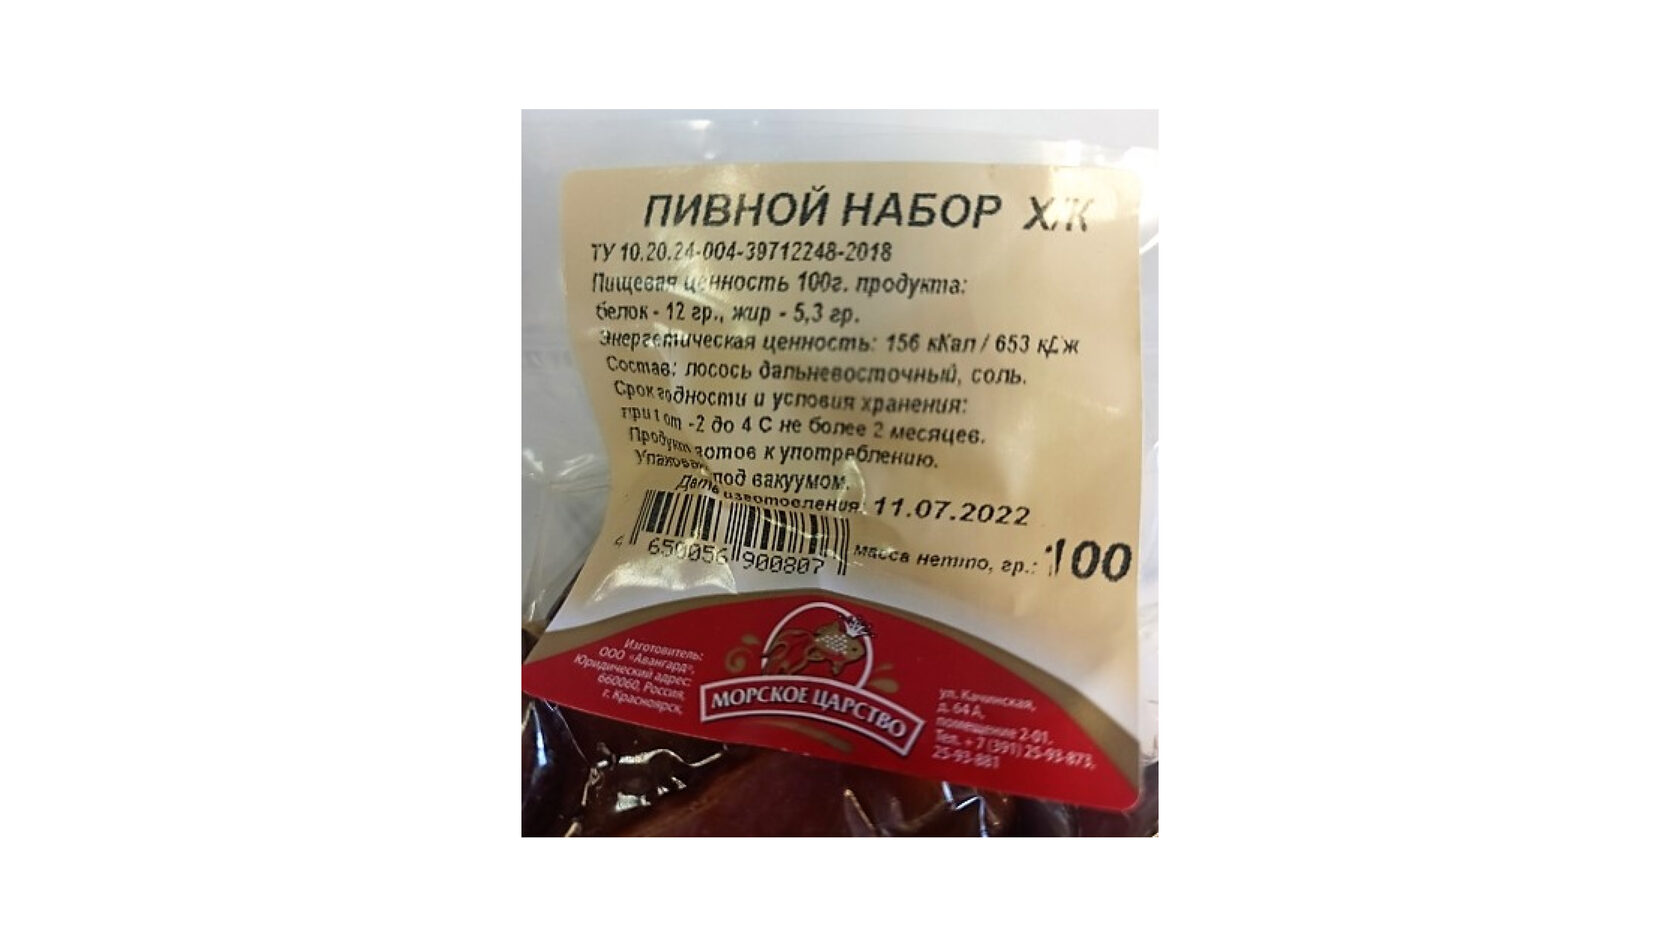 ПИВНОЙ НАБОР Х/К
ТУ 10.20.24-004-39712248-2018
Пищевая ценность 100г. продукта:
белок - 12 гр., жир - 5,3 гр.
Энергетическая ценность: 156 кКал / 653 кДж
Состав: лосось дальневосточный, соль.
Срок годности и условия хранения:
при t от -2 до 4 С не более 2 месяцев.
Продукт готов к употреблению.
Упакован под вакуумом.
Дата изготовления: 11.07.2022
4 650056 900807
масса нетто, гр.: 100
Изготовитель:
ООО «Авангард»,
Юридический адрес:
660060, Россия,
г. Красноярск,
МОРСКОЕ ЦАРСТВО
ул. Качинская,
д. 64 А,
помещение 2-01,
Тел. + 7 (391) 25-93-873,
25-93-881